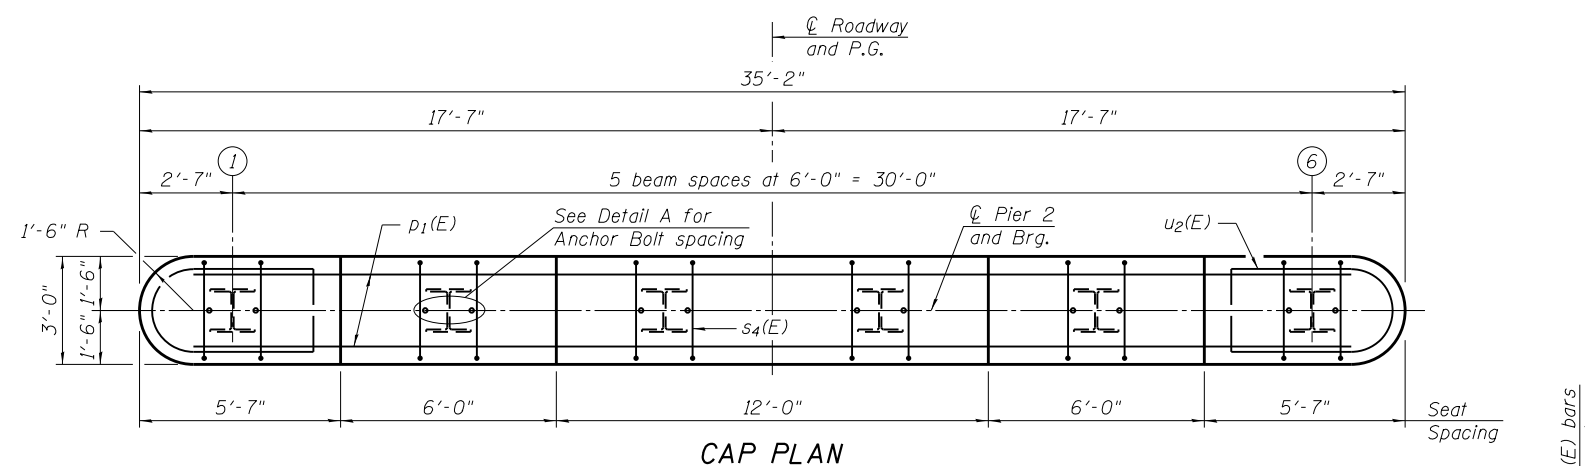 ℄ Roadway
and P.G.
35'-2"
17'-7"
17'-7"
1
6
2'-7"
5 beam spaces at 6'-0" = 30'-0"
2'-7"
1'-6" R
p1(E)
See Detail A for
Anchor Bolt spacing
℄ Pier 2
and Brg.
u2(E)
3'-0"
1'-6"
1'-6"
s4(E)
5'-7"
6'-0"
12'-0"
6'-0"
5'-7"
Seat
Spacing
CAP PLAN
(E) bars